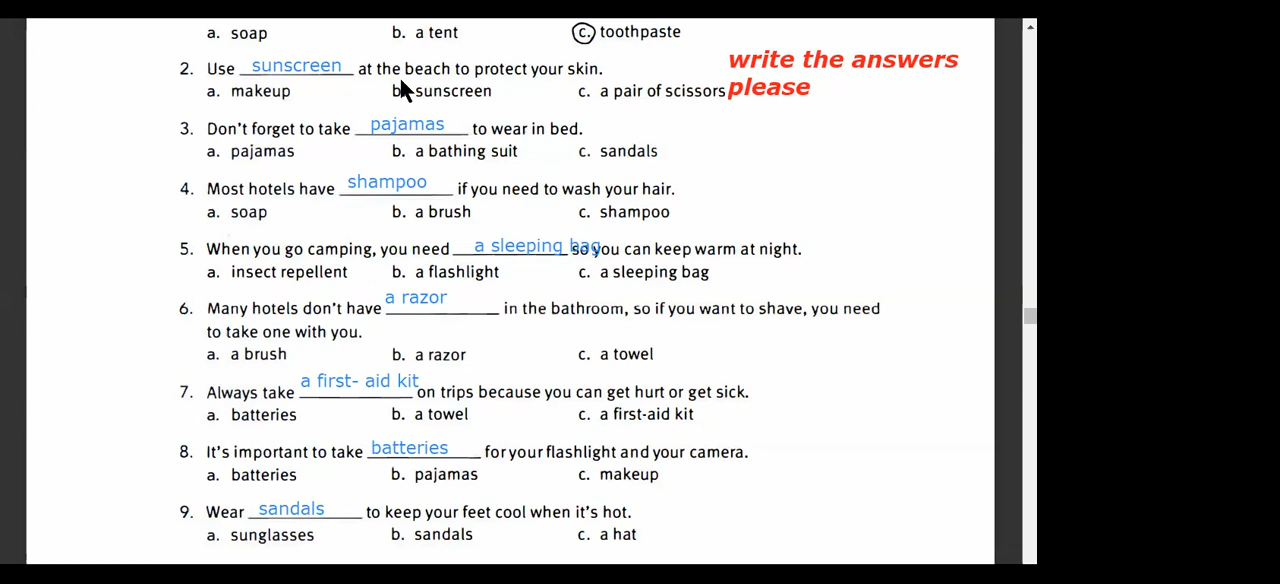 a. soap b. a tent c. toothpaste
write the answers
please
2. Use sunscreen at the beach to protect your skin.
a. makeup b. sunscreen c. a pair of scissors
3. Don't forget to take pajamas to wear in bed.
a. pajamas b. a bathing suit c. sandals
4. Most hotels have shampoo if you need to wash your hair.
a. soap b. a brush c. shampoo
5. When you go camping, you need a sleeping bag so you can keep warm at night.
a. insect repellent b. a flashlight c. a sleeping bag
6. Many hotels don't have a razor in the bathroom, so if you want to shave, you need
to take one with you.
a. a brush b. a razor c. a towel
7. Always take a first- aid kit on trips because you can get hurt or get sick.
a. batteries b. a towel c. a first-aid kit
8. It's important to take batteries for your flashlight and your camera.
a. batteries b. pajamas c. makeup
9. Wear sandals to keep your feet cool when it's hot.
a. sunglasses b. sandals c. a hat